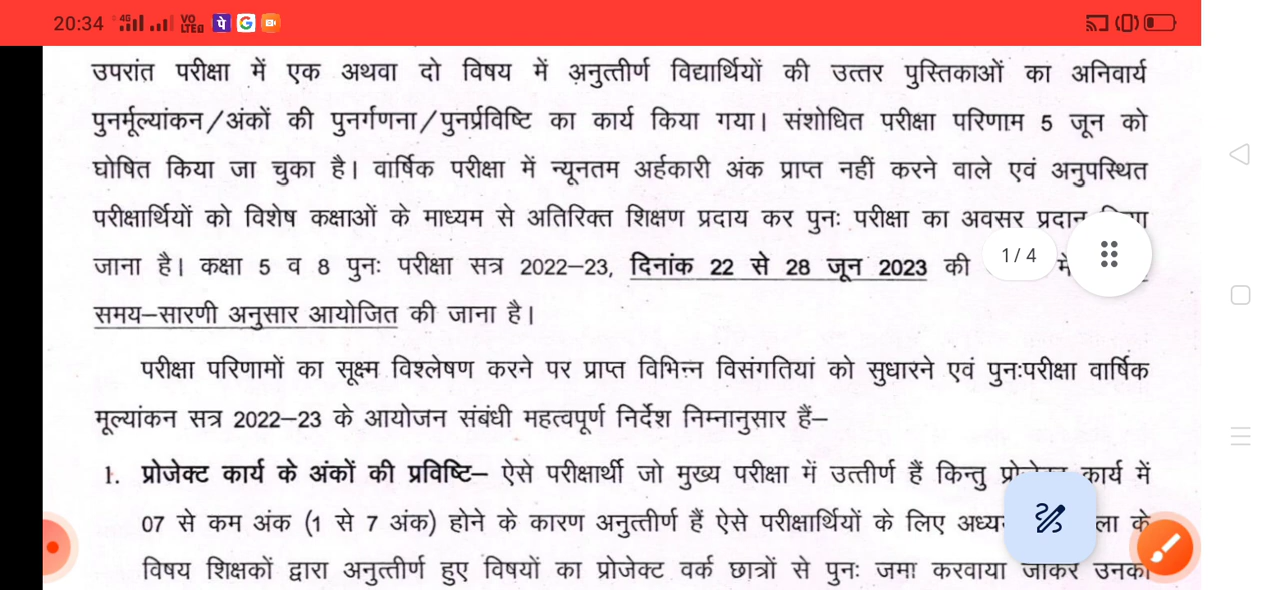 20:34 4G VO LTE 2 पे G
उपरांत परीक्षा में एक अथवा दो विषय में अनुत्तीर्ण विद्यार्थियों की उत्तर पुस्तिकाओं का अनिवार्य
पुनर्मूल्यांकन/अंकों की पुनर्गणना/पुनर्प्रविष्टि का कार्य किया गया। संशोधित परीक्षा परिणाम 5 जून को
घोषित किया जा चुका है। वार्षिक परीक्षा में न्यूनतम अर्हकारी अंक प्राप्त नहीं करने वाले एवं अनुपस्थित
परीक्षार्थियों को विशेष कक्षाओं के माध्यम से अतिरिक्त शिक्षण प्रदाय कर पुनः परीक्षा का अवसर प्रदान
जाना है। कक्षा 5 व 8 पुनः परीक्षा सत्र 2022–23, दिनांक 22 से 28 जून 2023 की में
1 / 4
समय–सारणी अनुसार आयोजित की जाना है।
परीक्षा परिणामों का सूक्ष्म विश्लेषण करने पर प्राप्त विभिन्न विसंगतियां को सुधारने एवं पुनःपरीक्षा वार्षिक
मूल्यांकन सत्र 2022–23 के आयोजन संबंधी महत्वपूर्ण निर्देश निम्नानुसार हैं–
1. प्रोजेक्ट कार्य के अंकों की प्रविष्टि– ऐसे परीक्षार्थी जो मुख्य परीक्षा में उत्तीर्ण हैं किन्तु कार्य में
07 से कम अंक (1 से 7 अंक) होने के कारण अनुत्तीर्ण हैं ऐसे परीक्षार्थियों के लिए के
विषय शिक्षकों द्वारा अनुत्तीर्ण हुए विषयों का प्रोजेक्ट वर्क छात्रों से पुनः जमा करवाया जाकर उनका